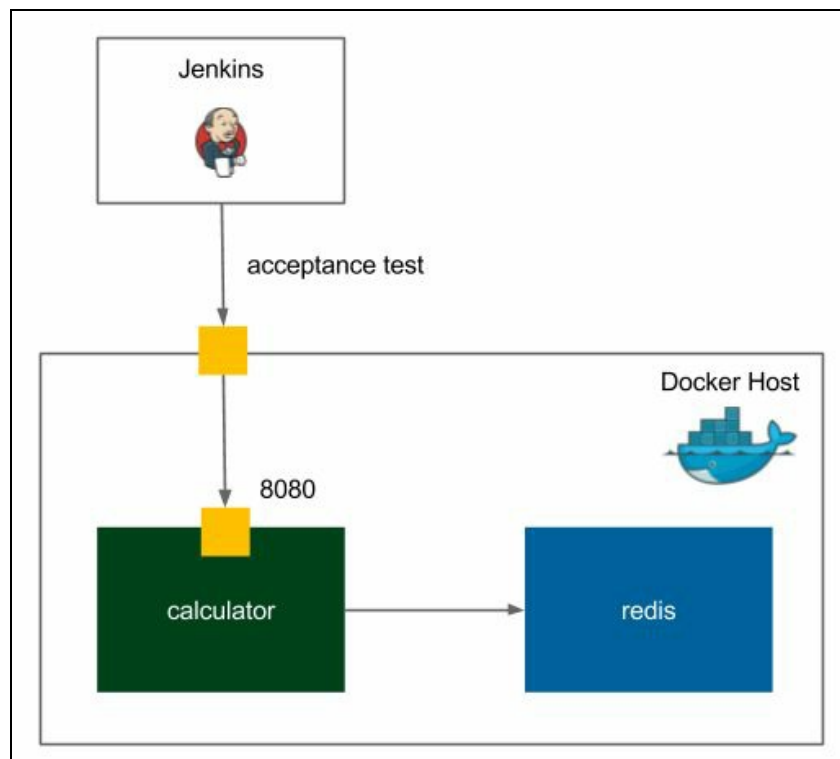 Jenkins
acceptance test
Docker Host
8080
calculator
redis